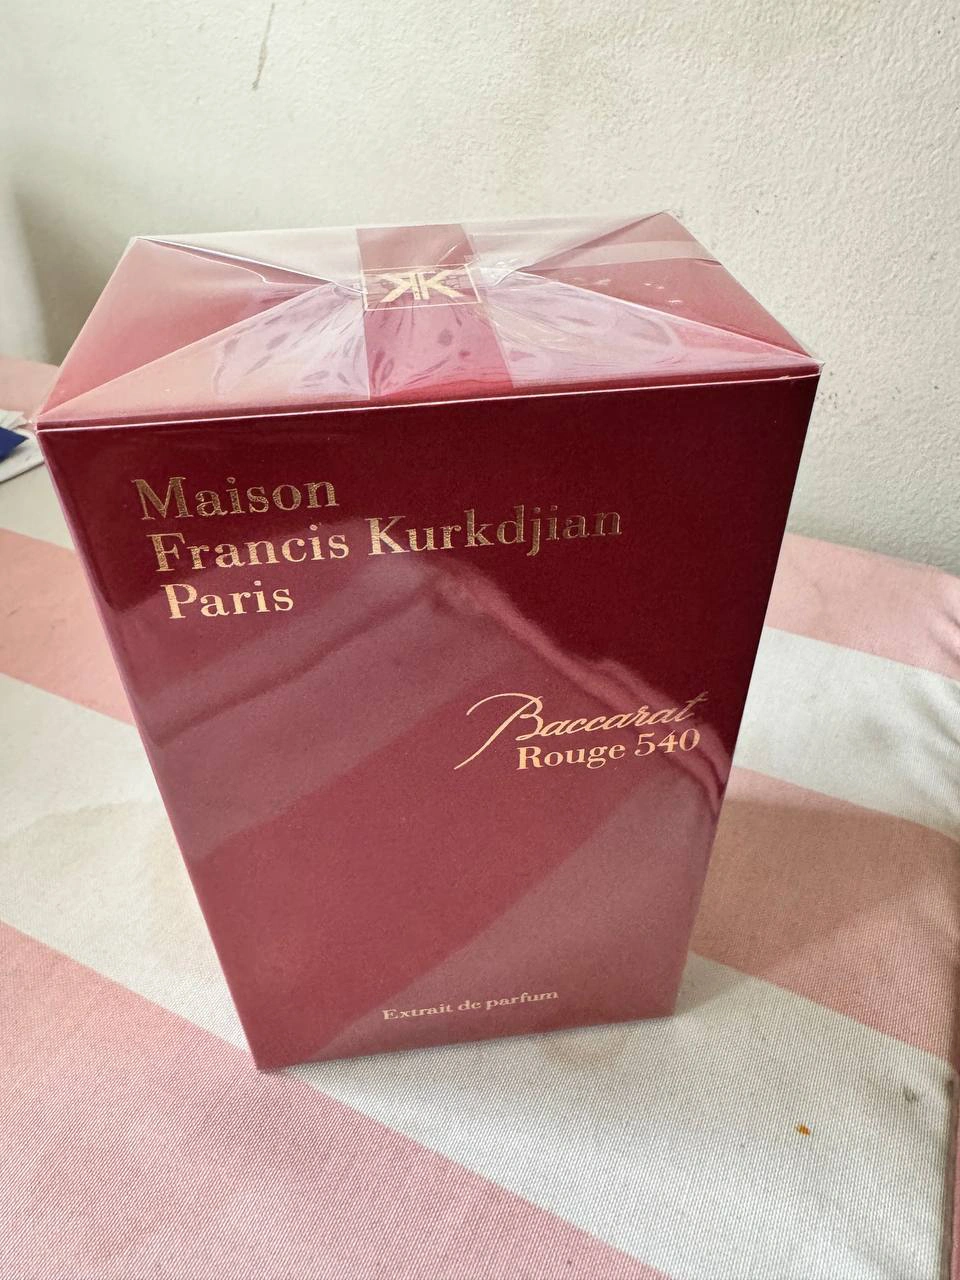 Maison
Francis Kurkdjian
Paris
Baccarat
Rouge 540
Extrait de parfum